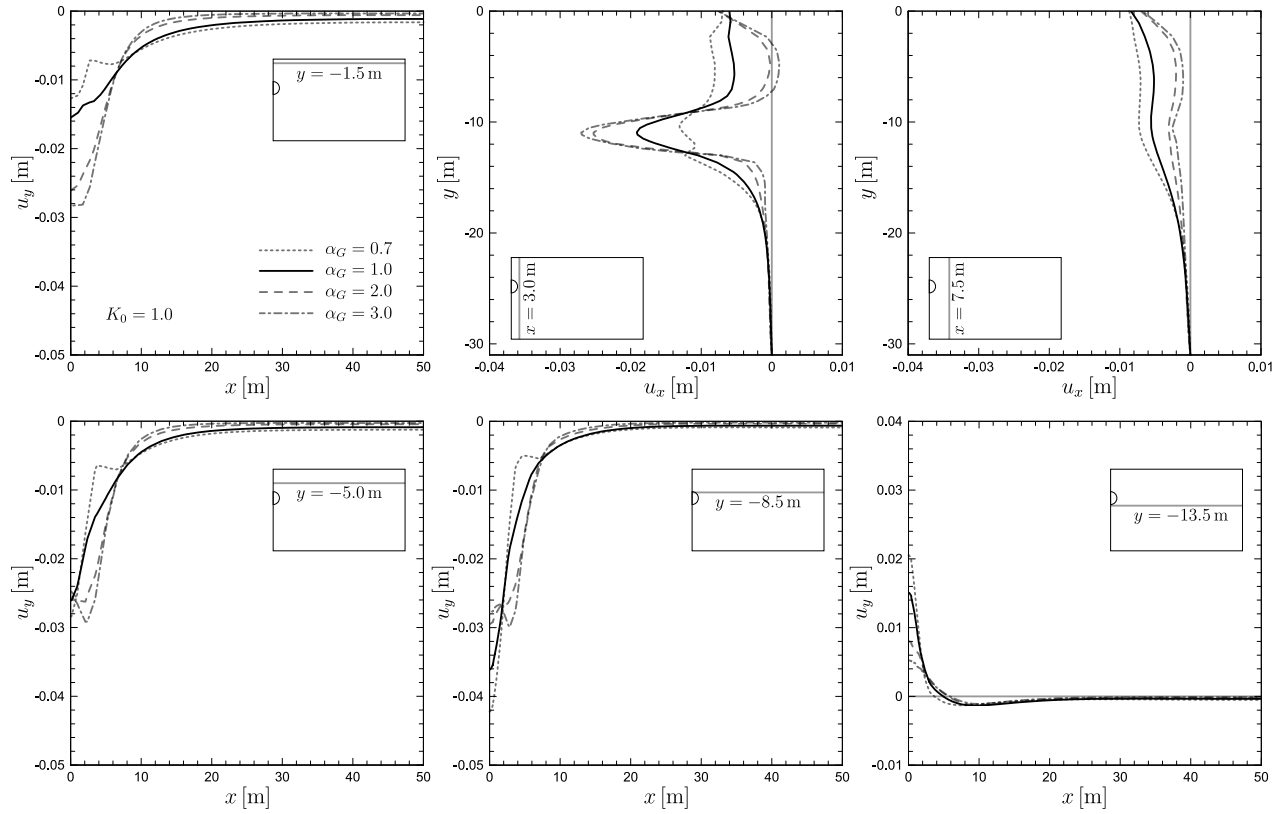 0
-0.01
-0.02
-0.03
-0.04
-0.05
u_y [m]
0 10 20 30 40 50
x [m]
y = −1.5 m
α_G = 0.7
α_G = 1.0
α_G = 2.0
α_G = 3.0
K_0 = 1.0
0
-10
-20
-30
y [m]
-0.04 -0.03 -0.02 -0.01 0 0.01
u_x [m]
x = 3.0 m
0
-10
-20
-30
y [m]
-0.04 -0.03 -0.02 -0.01 0 0.01
u_x [m]
x = 7.5 m
0
-0.01
-0.02
-0.03
-0.04
-0.05
u_y [m]
0 10 20 30 40 50
x [m]
y = −5.0 m
0
-0.01
-0.02
-0.03
-0.04
-0.05
u_y [m]
0 10 20 30 40 50
x [m]
y = −8.5 m
0.04
0.03
0.02
0.01
0
-0.01
u_y [m]
0 10 20 30 40 50
x [m]
y = −13.5 m